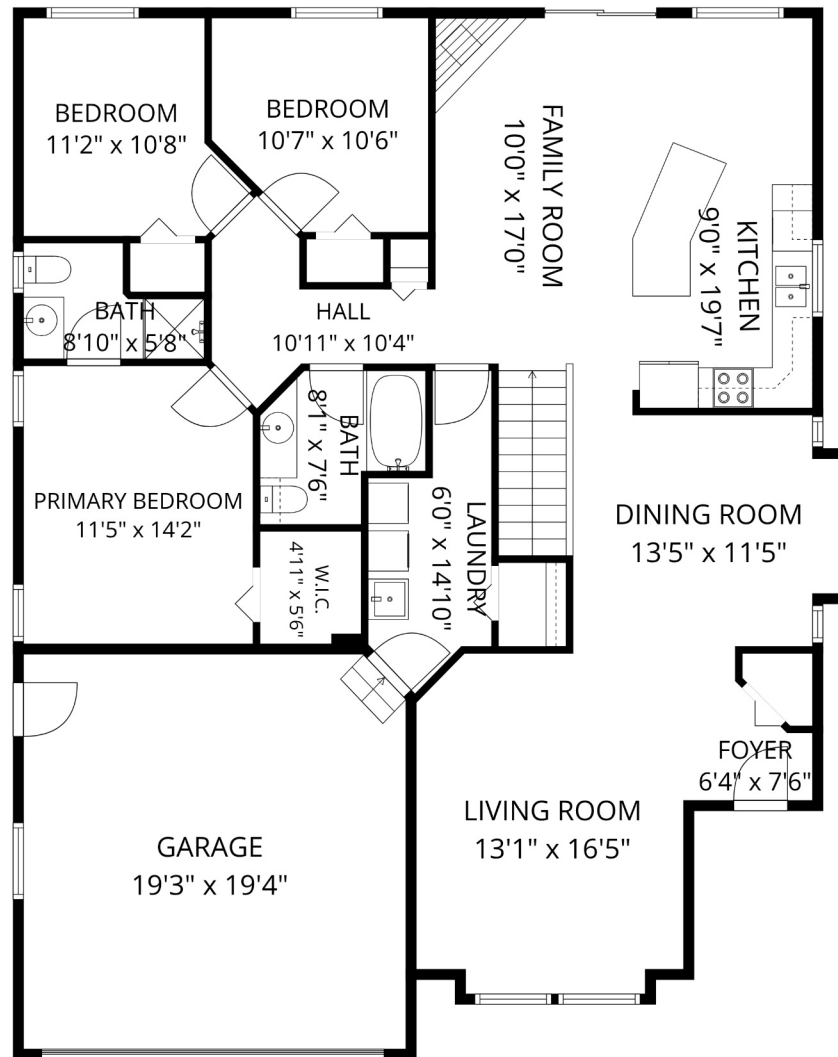 BEDROOM
11'2" x 10'8"
BEDROOM
10'7" x 10'6"
FAMILY ROOM
10'0" x 17'0"
KITCHEN
9'0" x 19'7"
BATH
8'10" x 5'8"
HALL
10'11" x 10'4"
BATH
8'1" x 7'6"
PRIMARY BEDROOM
11'5" x 14'2"
W.I.C.
4'11" x 5'6"
LAUNDRY
6'0" x 14'10"
DINING ROOM
13'5" x 11'5"
FOYER
6'4" x 7'6"
LIVING ROOM
13'1" x 16'5"
GARAGE
19'3" x 19'4"